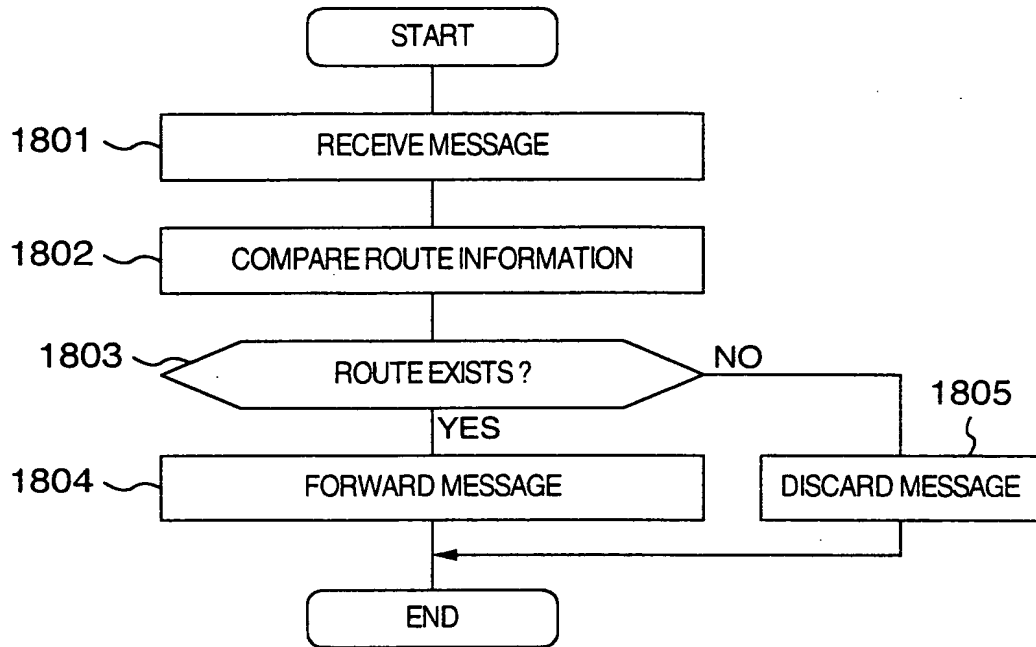 START
1801
RECEIVE MESSAGE
1802
COMPARE ROUTE INFORMATION
1803
ROUTE EXISTS ?
NO
YES
1805
1804
FORWARD MESSAGE
DISCARD MESSAGE
END